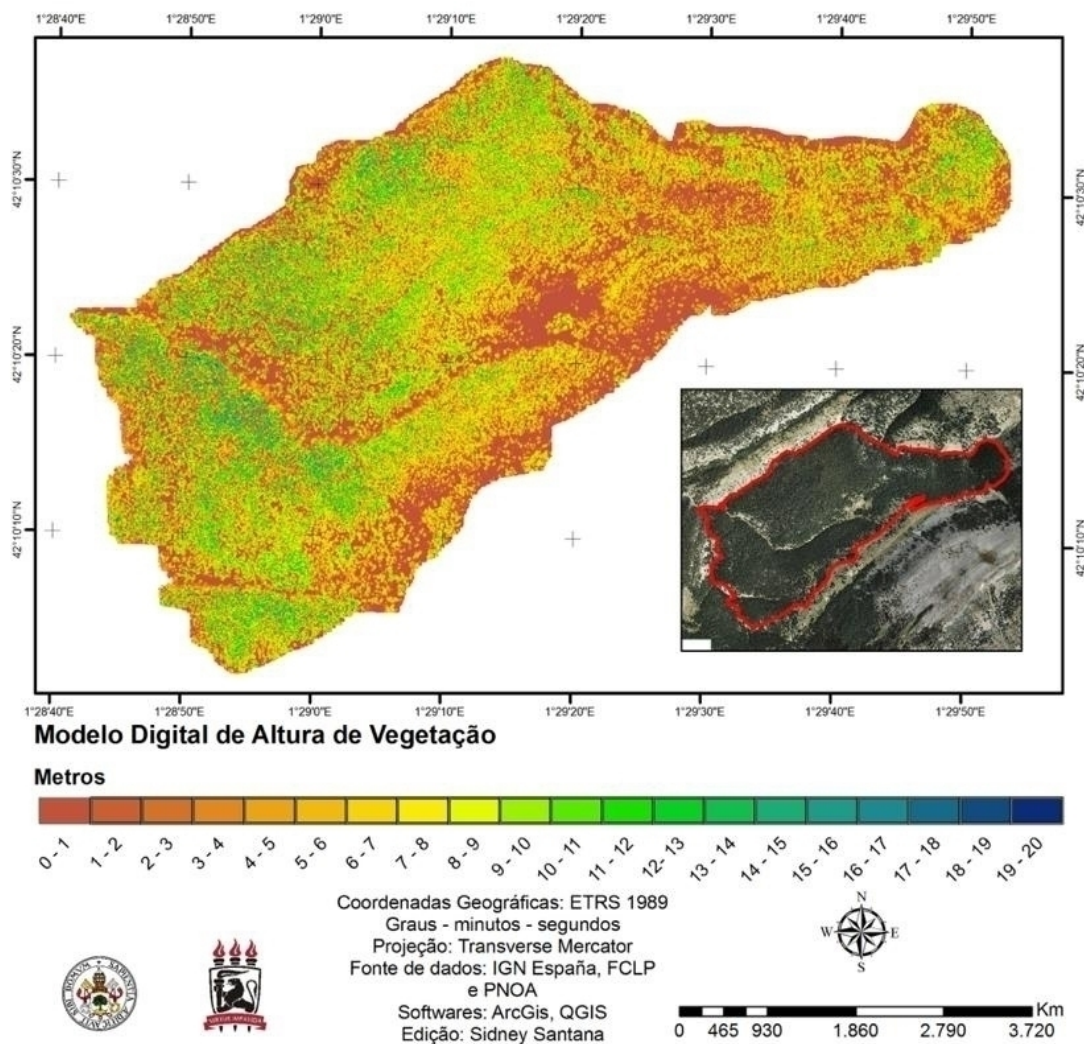 1°28'40"E 1°28'50"E 1°29'0"E 1°29'10"E 1°29'20"E 1°29'30"E 1°29'40"E 1°29'50"E
42°10'30"N 42°10'30"N
42°10'20"N 42°10'20"N
42°10'10"N 42°10'10"N
1°28'40"E 1°28'50"E 1°29'0"E 1°29'10"E 1°29'20"E 1°29'30"E 1°29'40"E 1°29'50"E
Modelo Digital de Altura de Vegetação
Metros
0 - 1 1 - 2 2 - 3 3 - 4 4 - 5 5 - 6 6 - 7 7 - 8 8 - 9 9 - 10 10 - 11 11 - 12 12 - 13 13 - 14 14 - 15 15 - 16 16 - 17 17 - 18 18 - 19 19 - 20
Coordenadas Geográficas: ETRS 1989
Graus - minutos - segundos
Projeção: Transverse Mercator
Fonte de dados: IGN España, FCLP
e PNOA
Softwares: ArcGis, QGIS
Edição: Sidney Santana
N
W E
S
Km
0 465 930 1.860 2.790 3.720